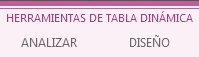 HERRAMIENTAS DE TABLA DINÁMICA
ANALIZAR DISEÑO